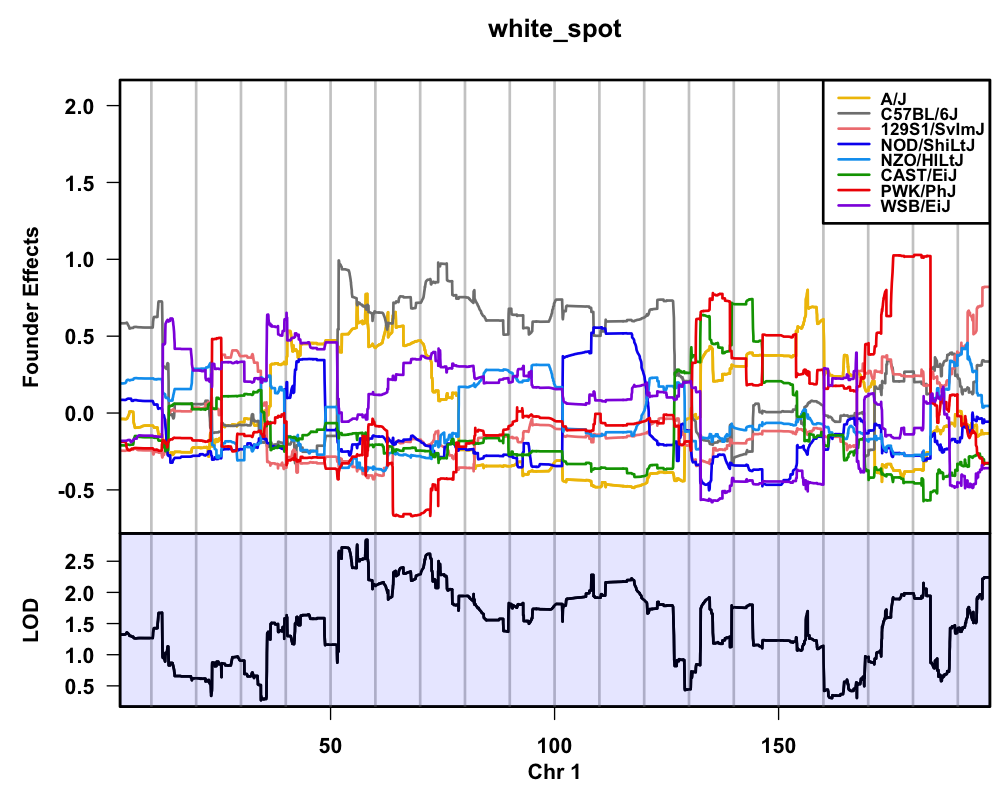 white_spot
Founder Effects
2.0
1.5
1.0
0.5
0.0
-0.5
A/J
C57BL/6J
129S1/SvImJ
NOD/ShiLtJ
NZO/HlLtJ
CAST/EiJ
PWK/PhJ
WSB/EiJ
LOD
2.5
2.0
1.5
1.0
0.5
50 100 150
Chr 1